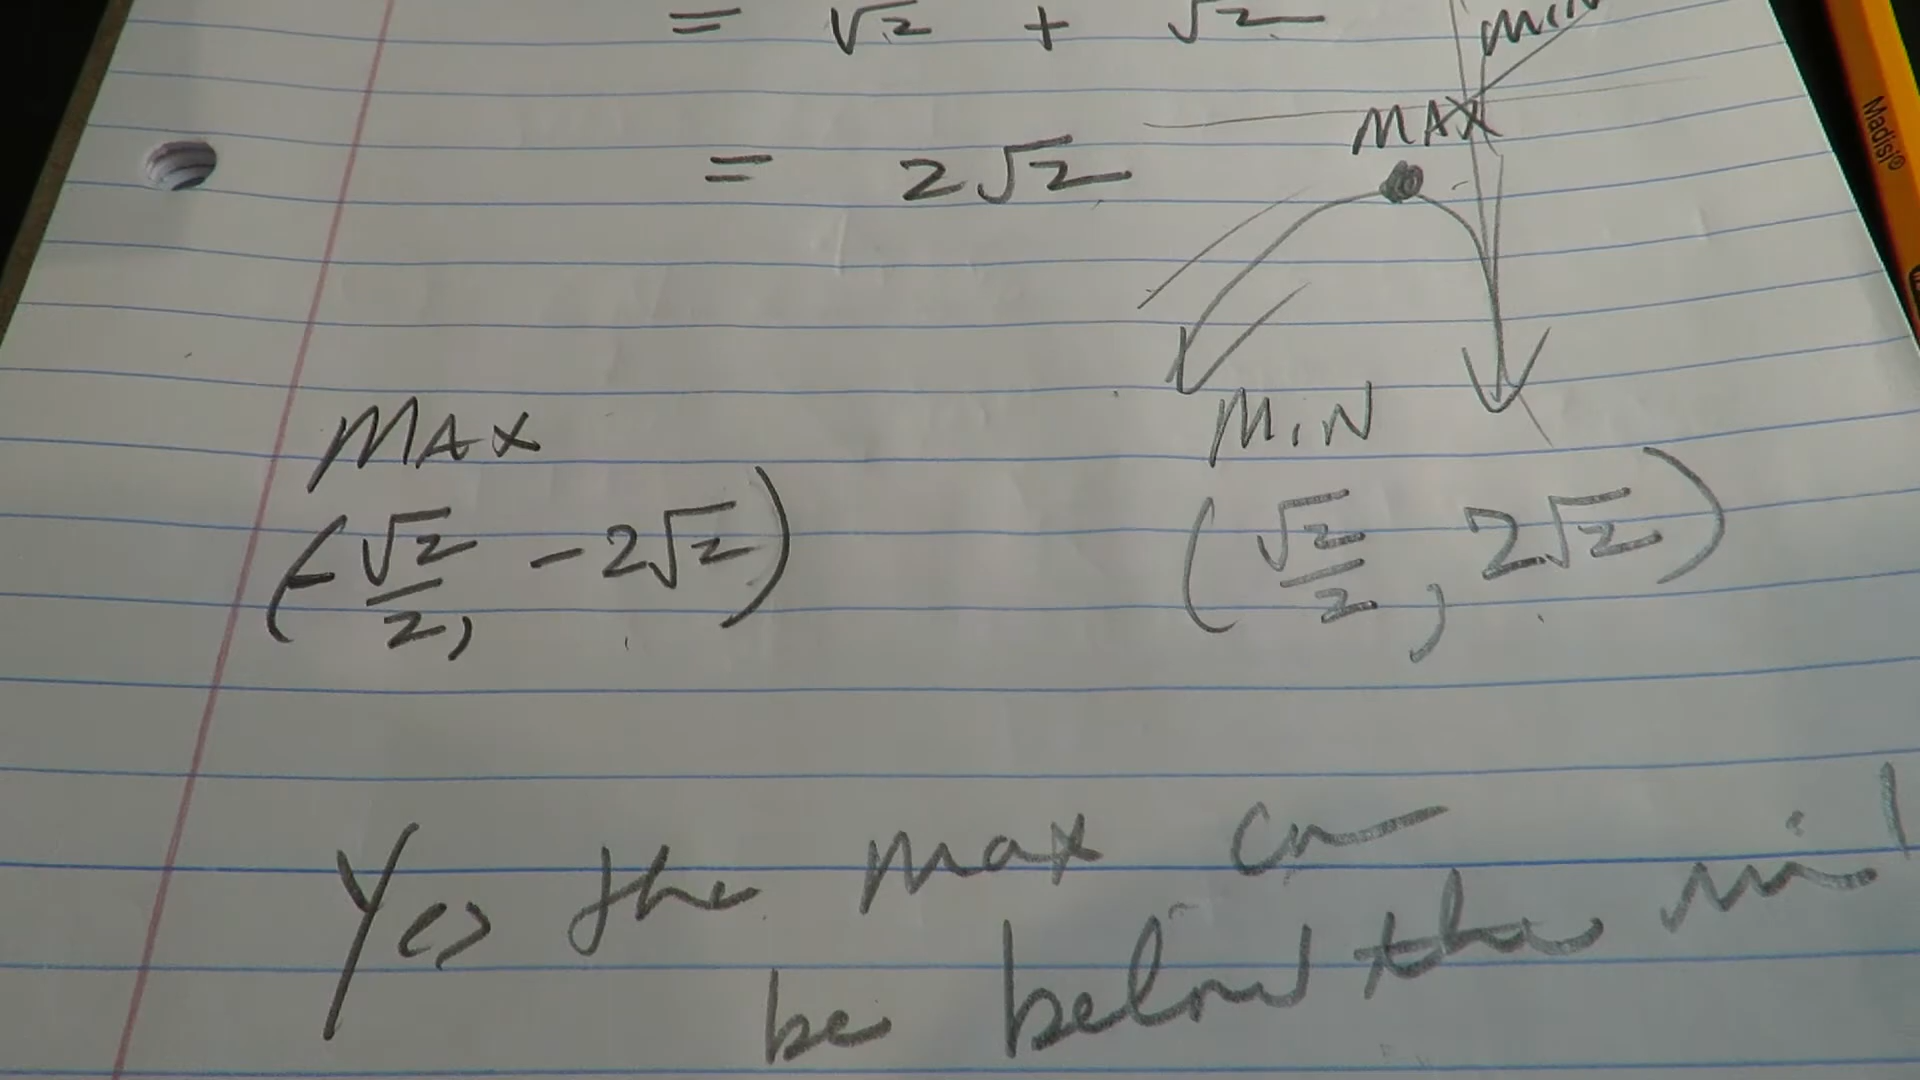 = √2 + √2
MIN
= 2√2
MAX
Madisi®
MAX
MIN
(-√2/2, -2√2)
(√2/2, 2√2)
Yes the max can
be below the min!